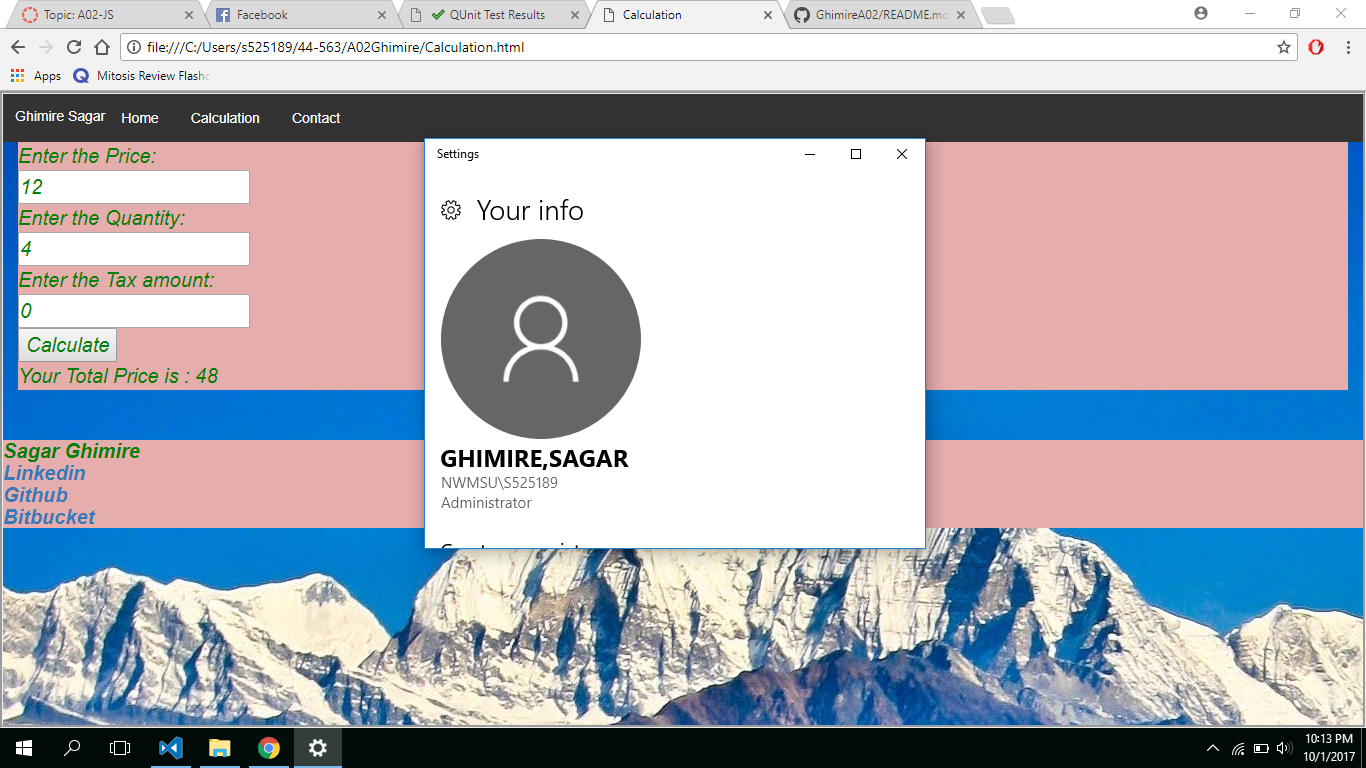 Topic: A02-JS
Facebook
QUnit Test Results
Calculation
GhimireA02/README.md
file:///C:/Users/s525189/44-563/A02Ghimire/Calculation.html
Apps
Mitosis Review Flashc
Ghimire Sagar Home Calculation Contact
Enter the Price:
12
Enter the Quantity:
4
Enter the Tax amount:
0
Calculate
Your Total Price is : 48
Sagar Ghimire
Linkedin
Github
Bitbucket
Settings
Your info
GHIMIRE,SAGAR
NWMSU\S525189
Administrator
10:13 PM
10/1/2017